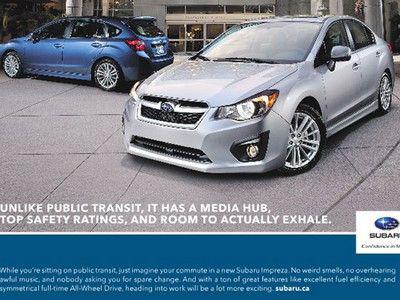 UNLIKE PUBLIC TRANSIT, IT HAS A MEDIA HUB,
TOP SAFETY RATINGS, AND ROOM TO ACTUALLY EXHALE.
SUBARU
Confidence in M
While you're sitting on public transit, just imagine your commute in a new Subaru Impreza. No weird smells, no overhearing
awful music, and nobody asking you for spare change. And with a ton of great features like excellent fuel efficiency and
symmetrical full-time All-Wheel Drive, heading into work will be a lot more exciting. subaru.ca